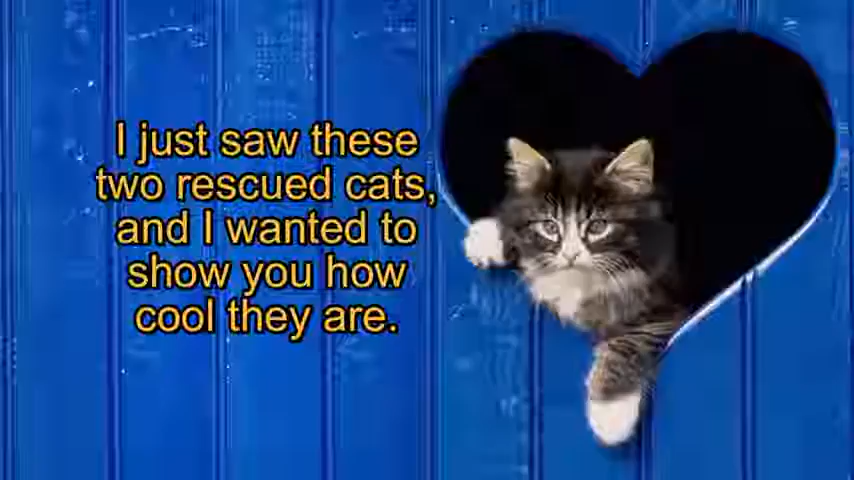 I just saw these
two rescued cats,
and I wanted to
show you how
cool they are.